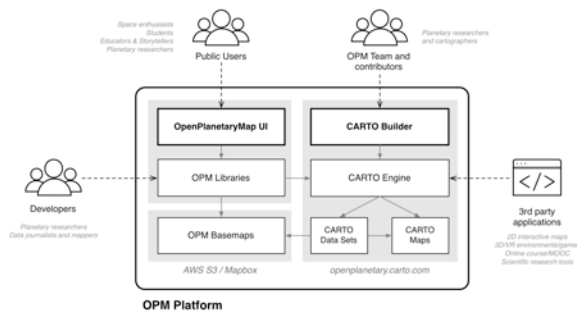 Space enthusiasts
Students
Educators & Storytellers
Planetary researchers
Public Users
Planetary researchers
and cartographers
OPM Team and
contributors
OpenPlanetaryMap UI
CARTO Builder
OPM Libraries
CARTO Engine
Developers
Planetary researchers
Data journalists and mappers
</>
3rd party
applications
2D interactive maps
3D/VR environments/game
Online course/MOOC
Scientific research tools
OPM Basemaps
CARTO
Data Sets
CARTO
Maps
AWS S3 / Mapbox
openplanetary.carto.com
OPM Platform